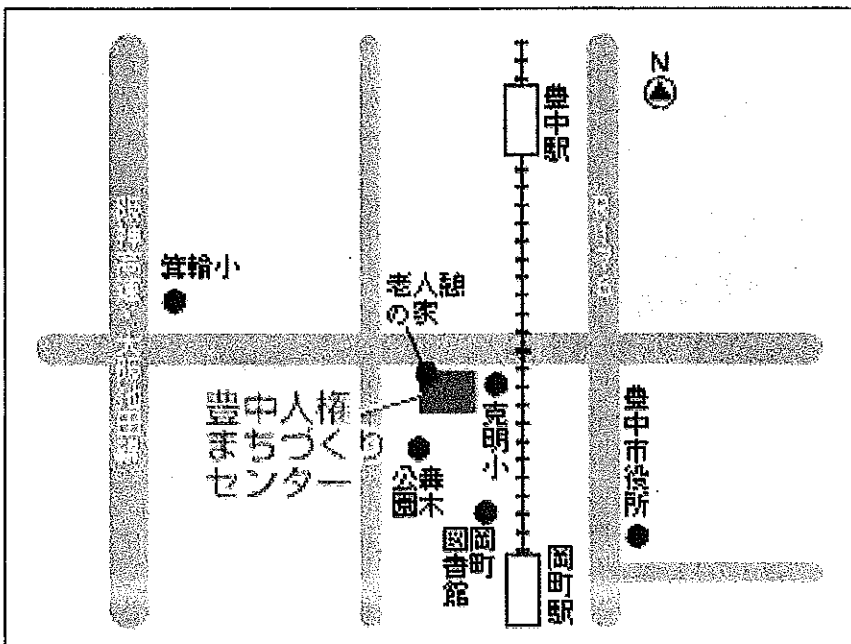 N
豊中駅
箕輪小
老人憩
の家
豊中人権
まちづくり
センター
克明小
豊中市役所
公園
岡町
図書館
岡町駅